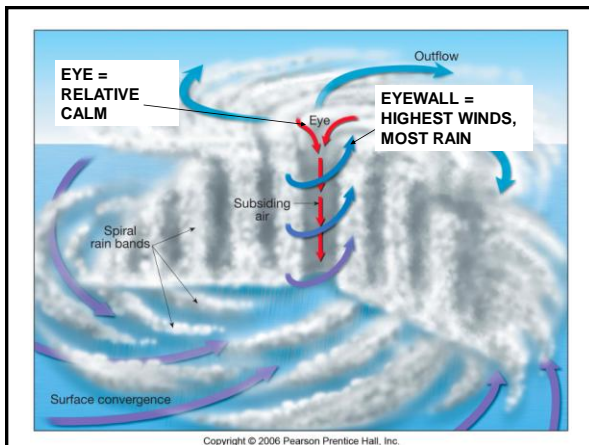 Outflow
EYE =
RELATIVE
CALM
EYEWALL =
HIGHEST WINDS,
MOST RAIN
Eye
Subsiding
air
Spiral
rain bands
Surface convergence
Copyright © 2006 Pearson Prentice Hall, Inc.